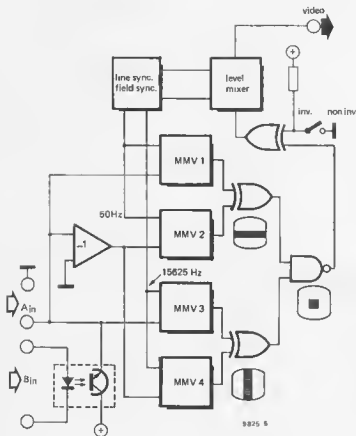 video
line sync.
field sync.
level
mixer
+
inv.
non inv
MMV 1
50Hz
MMV 2
-1
15625 Hz
A in
MMV 3
B in
MMV 4
+
9825 6